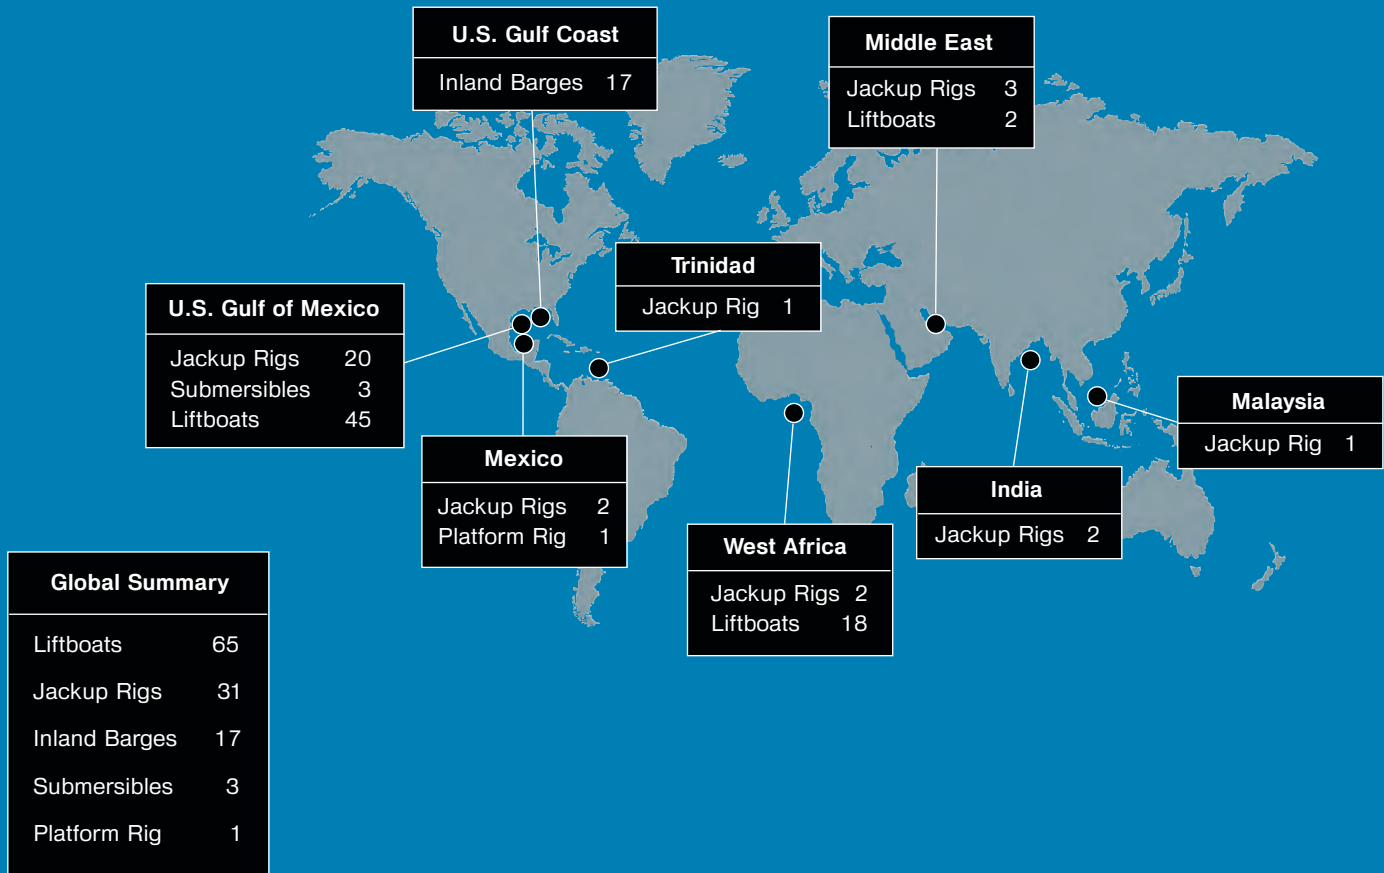 U.S. Gulf Coast
Inland Barges 17
Middle East
Jackup Rigs 3
Liftboats 2
Trinidad
Jackup Rig 1
U.S. Gulf of Mexico
Jackup Rigs 20
Submersibles 3
Liftboats 45
Malaysia
Jackup Rig 1
Mexico
Jackup Rigs 2
Platform Rig 1
India
Jackup Rigs 2
West Africa
Jackup Rigs 2
Liftboats 18
Global Summary
Liftboats 65
Jackup Rigs 31
Inland Barges 17
Submersibles 3
Platform Rig 1